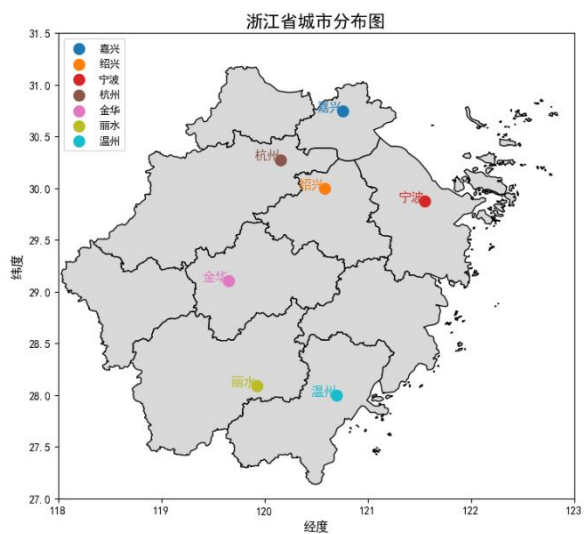 浙江省城市分布图
31.5
31.0
30.5
30.0
29.5
29.0
28.5
28.0
27.5
27.0
纬度
嘉兴
绍兴
宁波
杭州
金华
丽水
温州
嘉兴
杭州
绍兴
宁波
金华
丽水
温州
118
119
120
121
122
123
经度